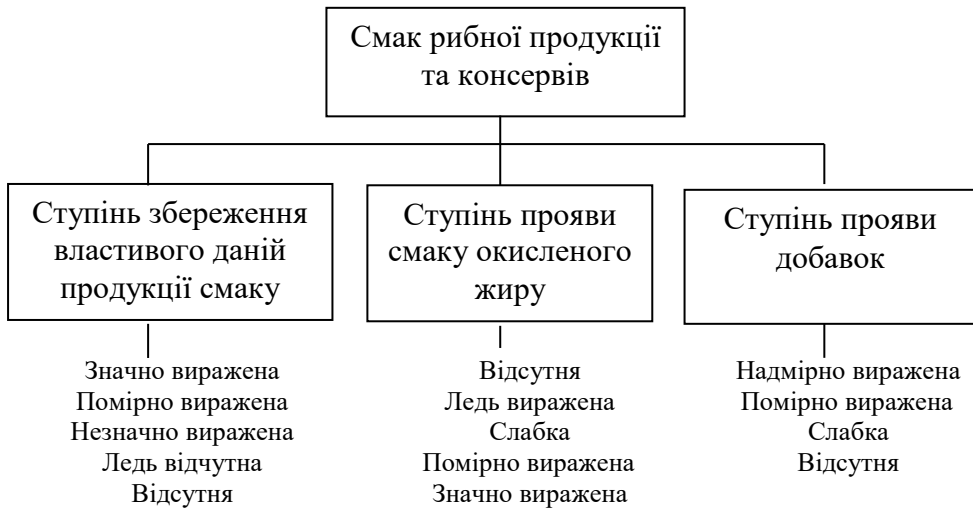 Смак рибної продукції
та консервів
Ступінь збереження
властивого даній
продукції смаку
Ступінь прояви
смаку окисленого
жиру
Ступінь прояви
добавок
Значно виражена
Помірно виражена
Незначно виражена
Ледь відчутна
Відсутня
Відсутня
Ледь виражена
Слабка
Помірно виражена
Значно виражена
Надмірно виражена
Помірно виражена
Слабка
Відсутня